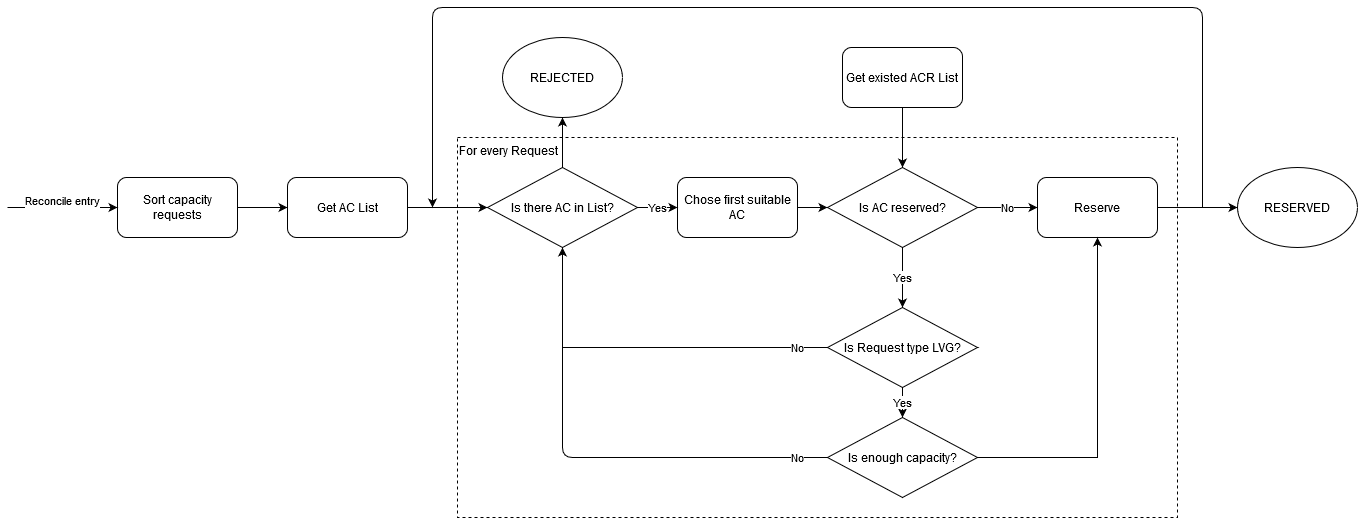 REJECTED
Get existed ACR List
For every Request
Reconcile entry
Sort capacity
requests
Get AC List
Is there AC in List?
Yes
Chose first suitable
AC
Is AC reserved?
No
Reserve
RESERVED
Yes
No
Is Request type LVG?
Yes
No
Is enough capacity?